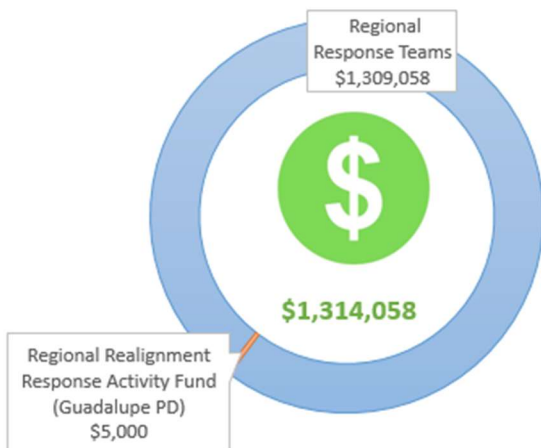 Regional
Response Teams
$1,309,058
$
$1,314,058
Regional Realignment
Response Activity Fund
(Guadalupe PD)
$5,000